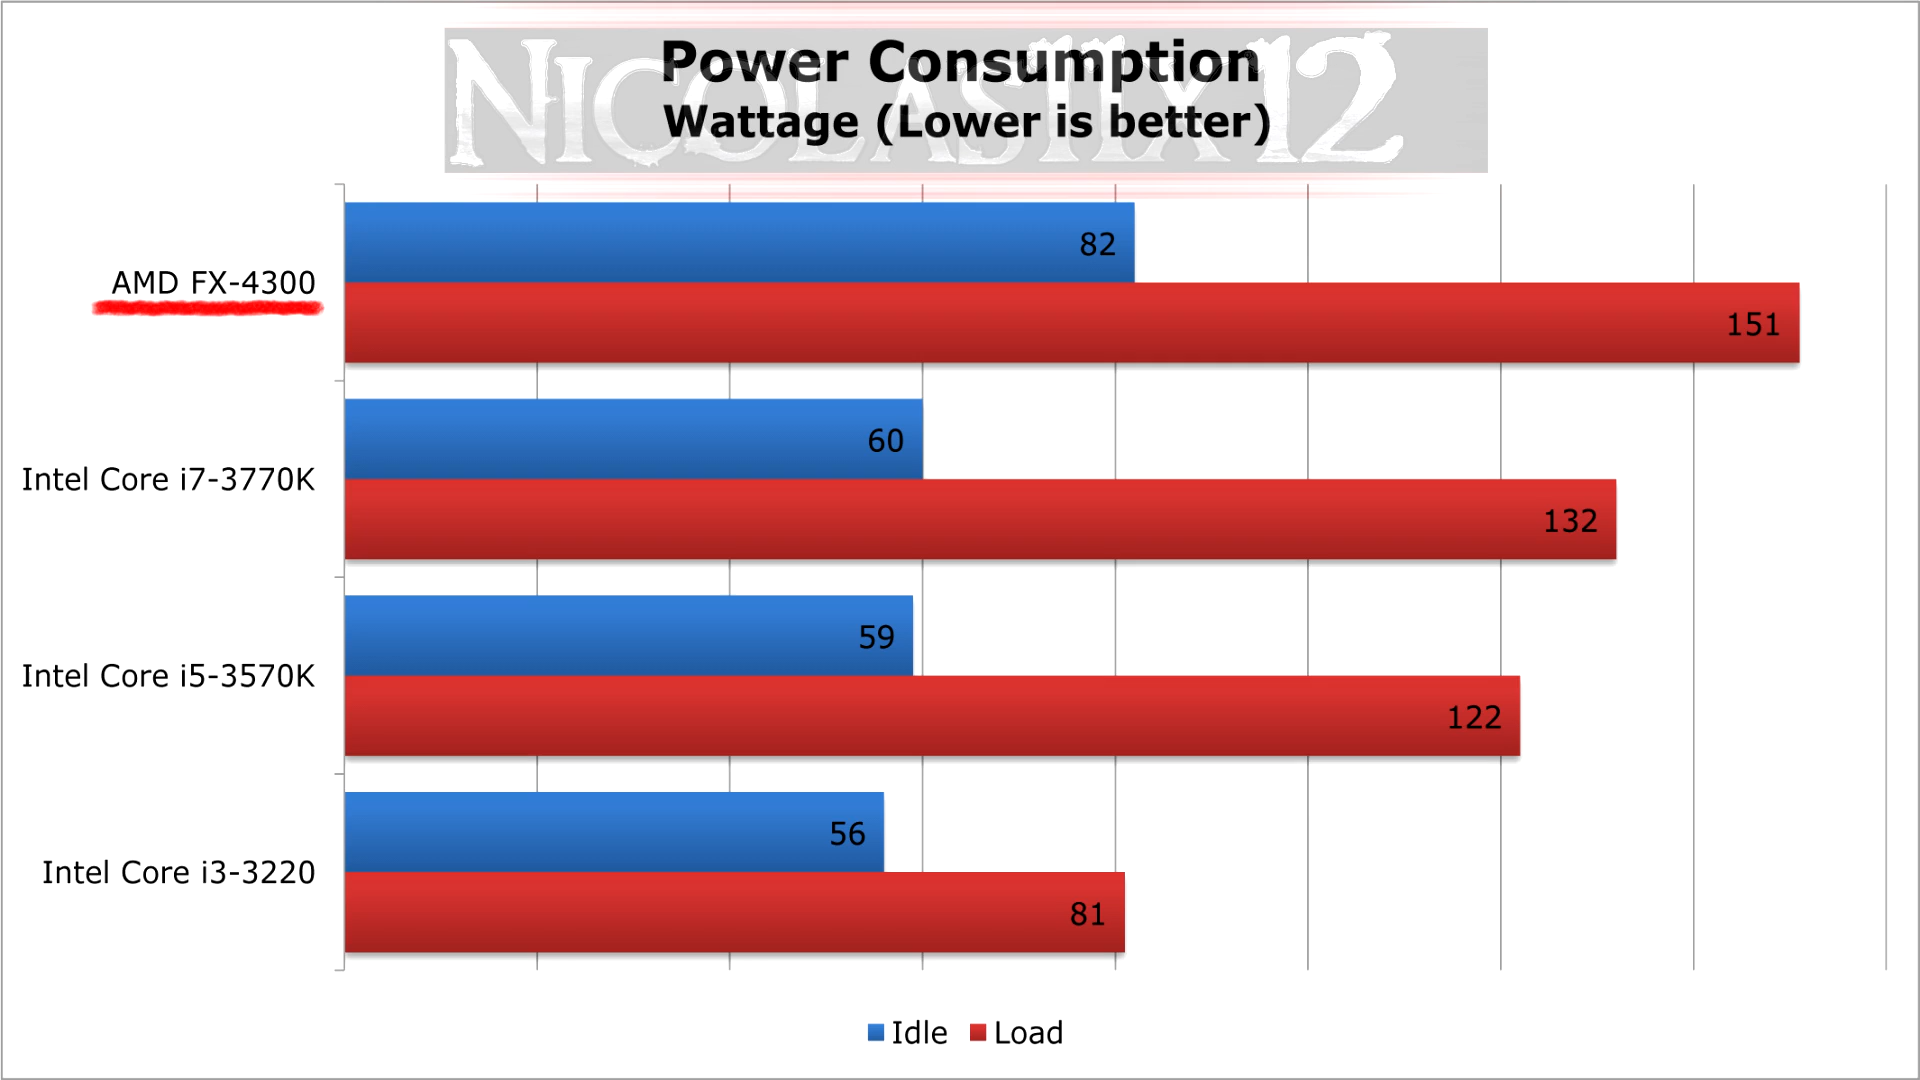 NICOLAS11X12
Power Consumption
Wattage (Lower is better)
AMD FX-4300
82
151
Intel Core i7-3770K
60
132
Intel Core i5-3570K
59
122
Intel Core i3-3220
56
81
Idle
Load